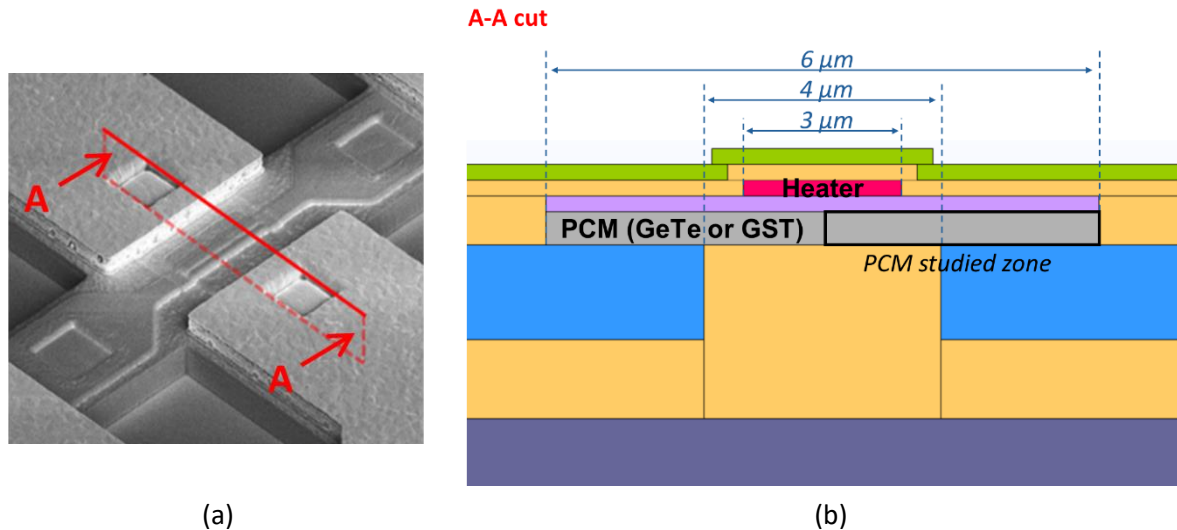 A-A cut
6 μm
4 μm
3 μm
A
A
Heater
PCM (GeTe or GST)
PCM studied zone
(a)
(b)